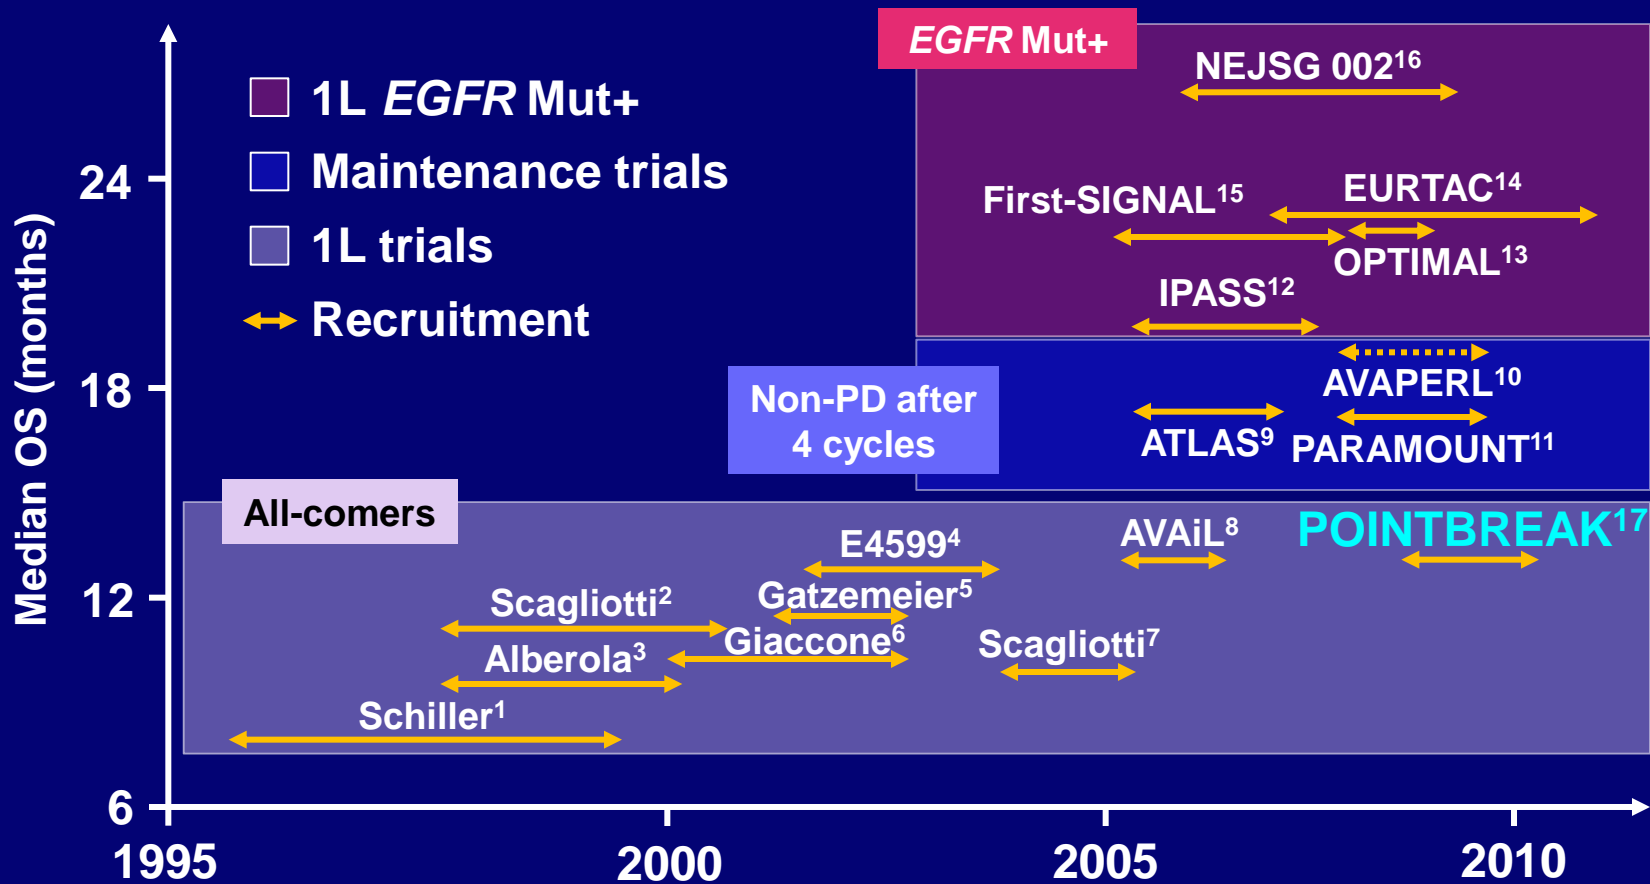 EGFR Mut+
NEJSG 00216
1L EGFR Mut+
Maintenance trials
1L trials
Recruitment
Median OS (months)
24
18
12
6
First-SIGNAL15
EURTAC14
OPTIMAL13
IPASS12
Non-PD after
4 cycles
AVAPERL10
ATLAS9
PARAMOUNT11
All-comers
E45994
AVAiL8
POINTBREAK17
Scagliotti2
Gatzemeier5
Giaccone6
Scagliotti7
Alberola3
Schiller1
1995
2000
2005
2010